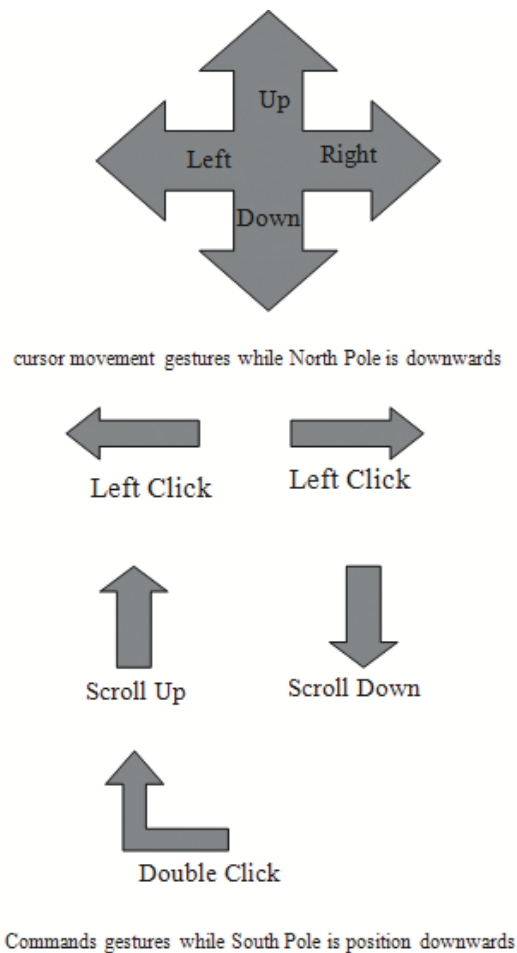 Up
Left
Right
Down
cursor movement gestures while North Pole is downwards
Left Click
Left Click
Scroll Up
Scroll Down
Double Click
Commands gestures while South Pole is position downwards